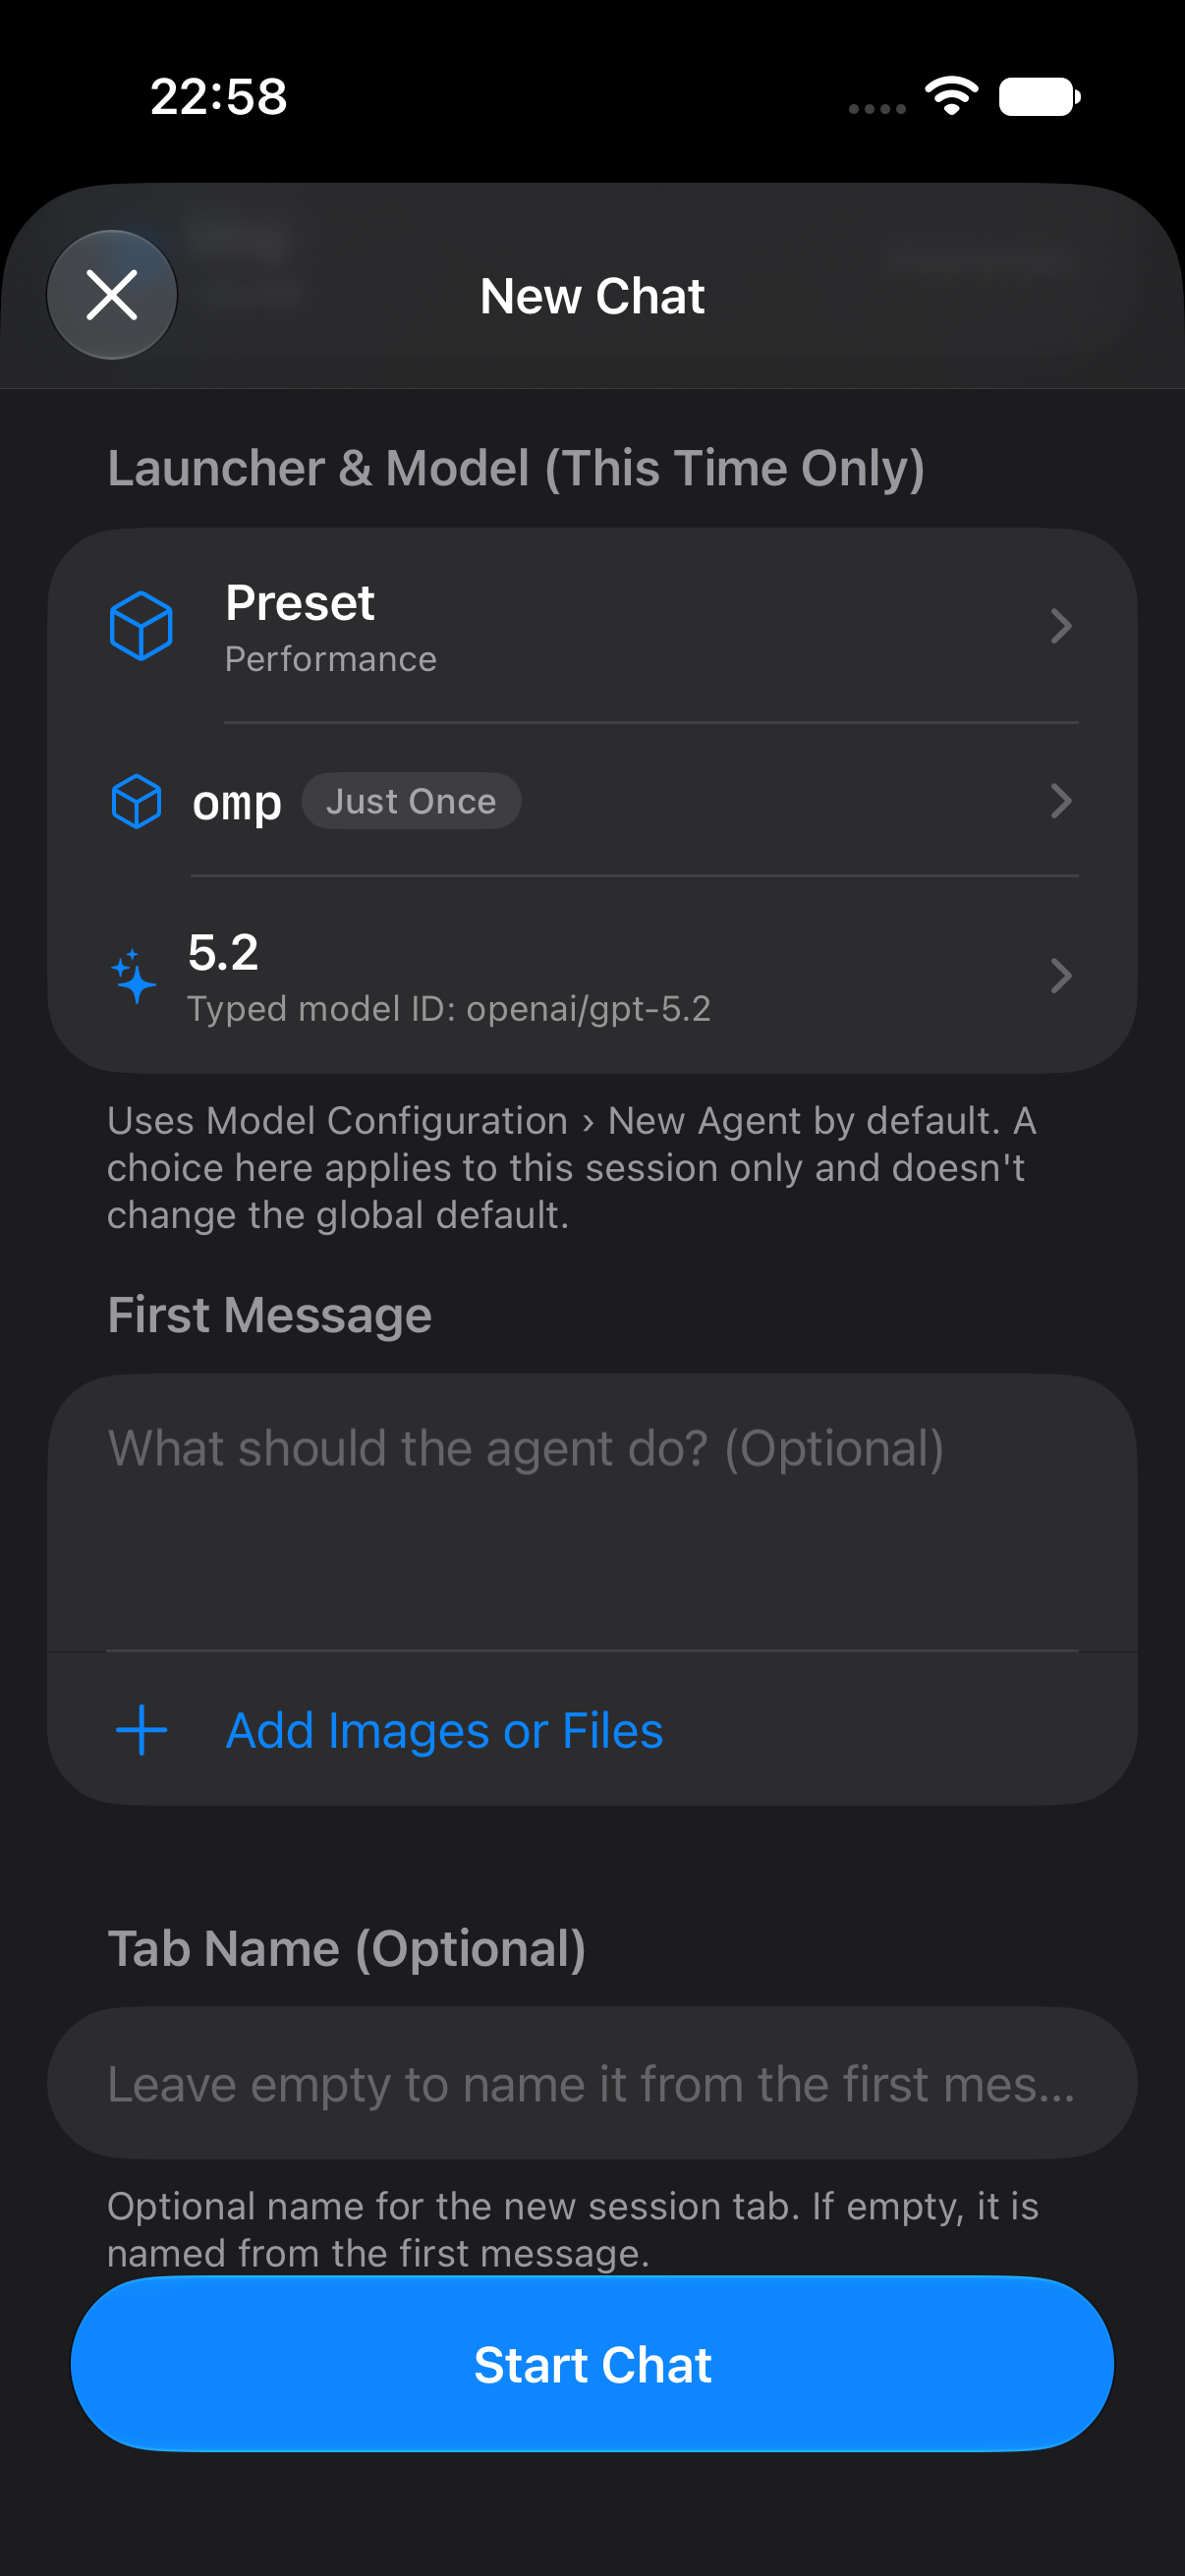 22:58
New Chat
Launcher & Model (This Time Only)
Preset
Performance
omp Just Once
5.2
Typed model ID: openai/gpt-5.2
Uses Model Configuration › New Agent by default. A
choice here applies to this session only and doesn't
change the global default.
First Message
What should the agent do? (Optional)
Add Images or Files
Tab Name (Optional)
Leave empty to name it from the first mes...
Optional name for the new session tab. If empty, it is
named from the first message.
Start Chat